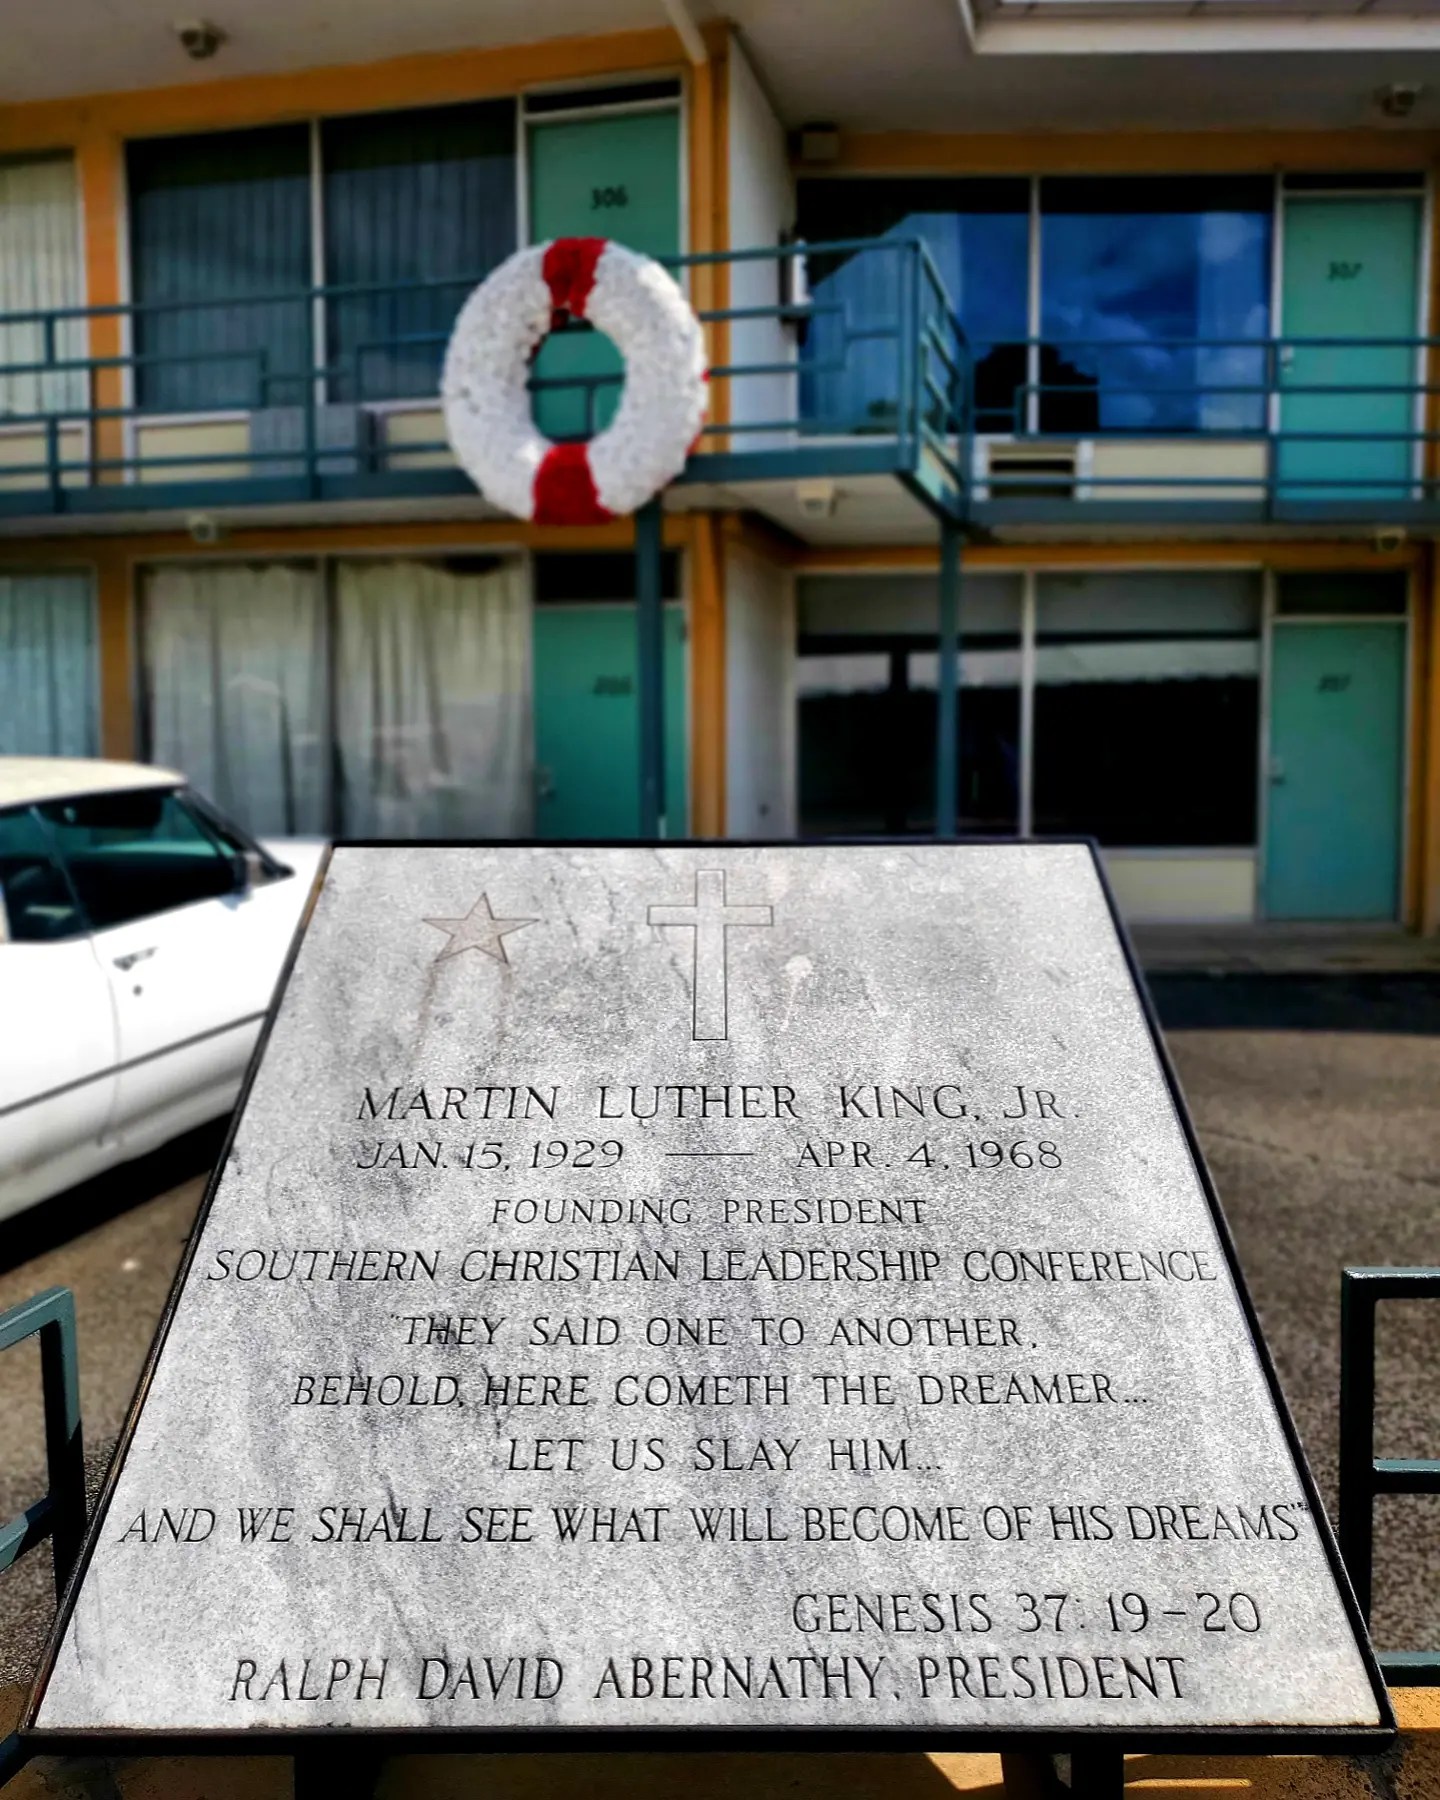 306
307
MARTIN LUTHER KING, JR.
JAN. 15, 1929 — APR. 4, 1968
FOUNDING PRESIDENT
SOUTHERN CHRISTIAN LEADERSHIP CONFERENCE
"THEY SAID ONE TO ANOTHER,
BEHOLD, HERE COMETH THE DREAMER...
LET US SLAY HIM...
AND WE SHALL SEE WHAT WILL BECOME OF HIS DREAMS"
GENESIS 37: 19-20
RALPH DAVID ABERNATHY, PRESIDENT